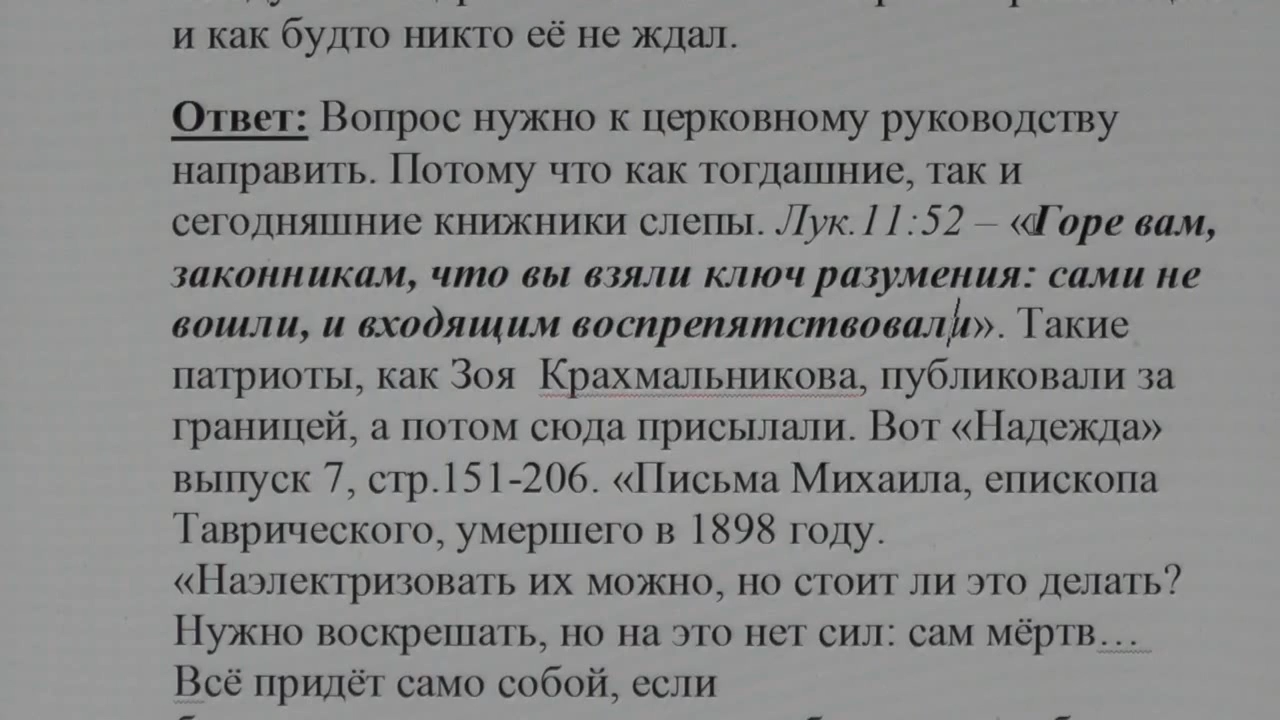 и как будто никто её не ждал.
Ответ: Вопрос нужно к церковному руководству
направить. Потому что как тогдашние, так и
сегодняшние книжники слепы. Лук.11:52 – «Горе вам,
законникам, что вы взяли ключ разумения: сами не
вошли, и входящим воспрепятствовали». Такие
патриоты, как Зоя Крахмальникова, публиковали за
границей, а потом сюда присылали. Вот «Надежда»
выпуск 7, стр.151-206. «Письма Михаила, епископа
Таврического, умершего в 1898 году.
«Наэлектризовать их можно, но стоит ли это делать?
Нужно воскрешать, но на это нет сил: сам мёртв…
Всё придёт само собой, если